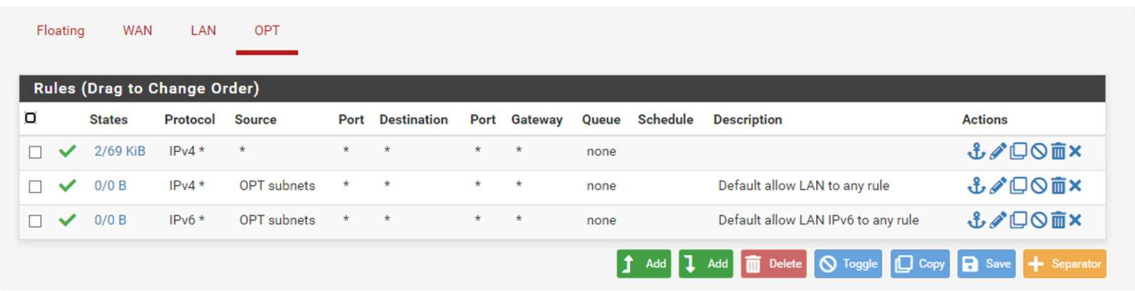 Floating WAN LAN OPT
Rules (Drag to Change Order)
States Protocol Source Port Destination Port Gateway Queue Schedule Description Actions
2/69 KiB IPv4 * * * * * * none
0/0 B IPv4 * OPT subnets * * * * none Default allow LAN to any rule
0/0 B IPv6 * OPT subnets * * * * none Default allow LAN IPv6 to any rule
Add Add Delete Toggle Copy Save Separator